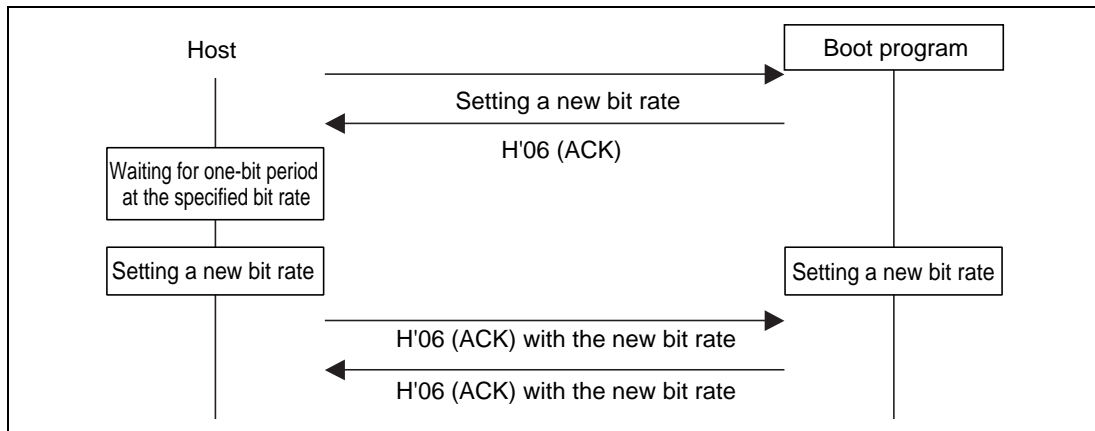 Host
Boot program
Setting a new bit rate
H'06 (ACK)
Waiting for one-bit period
at the specified bit rate
Setting a new bit rate
Setting a new bit rate
H'06 (ACK) with the new bit rate
H'06 (ACK) with the new bit rate